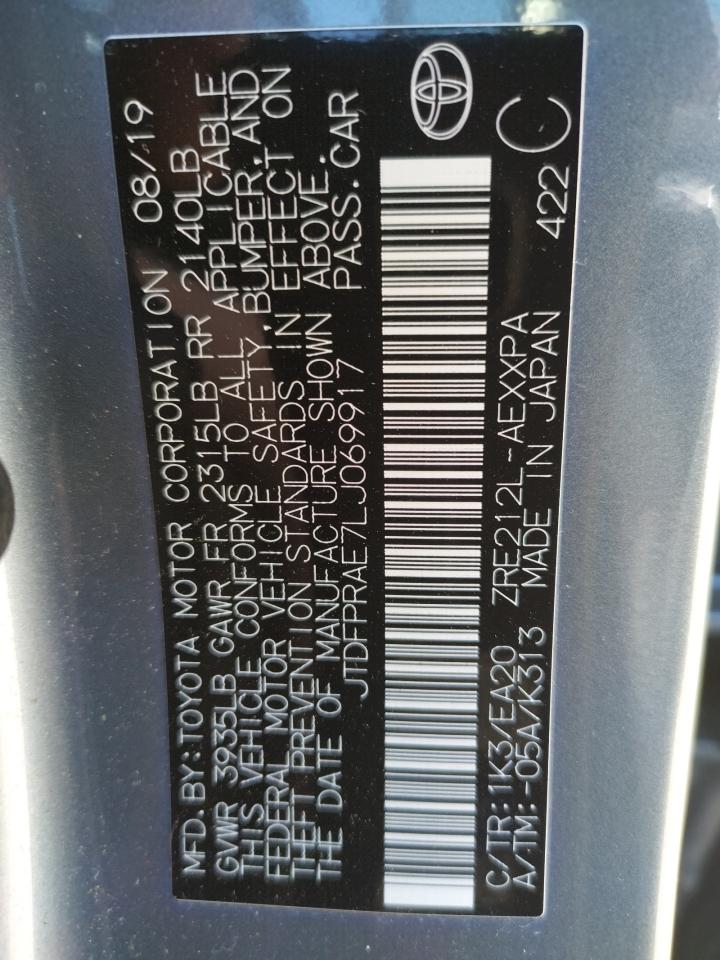 MFD.BY:TOYOTA MOTOR CORPORATION 08/19
GVWR 3935LB GAWR FR 2315LB RR 2140LB
THIS VEHICLE CONFORMS TO ALL APPLICABLE
FEDERAL MOTOR VEHICLE SAFETY, BUMPER, AND
THEFT PREVENTION STANDARDS IN EFFECT ON
THE DATE OF MANUFACTURE SHOWN ABOVE.
JTDFPRAE7LJ069917 PASS.CAR
C/TR:1K3/EA20 ZRE212L-AEXXPA 422 C
A/TM:-05A/K313 MADE IN JAPAN